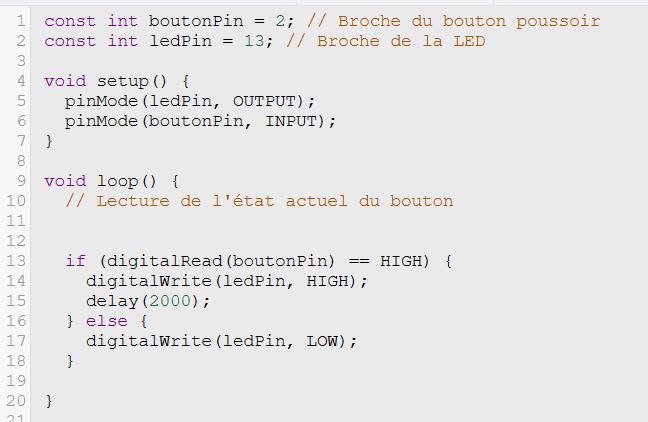 1 const int boutonPin = 2; // Broche du bouton poussoir
2 const int ledPin = 13; // Broche de la LED
3
4 void setup() {
5   pinMode(ledPin, OUTPUT);
6   pinMode(boutonPin, INPUT);
7 }
8
9 void loop() {
10   // Lecture de l'état actuel du bouton
11
12
13   if (digitalRead(boutonPin) == HIGH) {
14     digitalWrite(ledPin, HIGH);
15     delay(2000);
16   } else {
17     digitalWrite(ledPin, LOW);
18   }
19
20 }
21